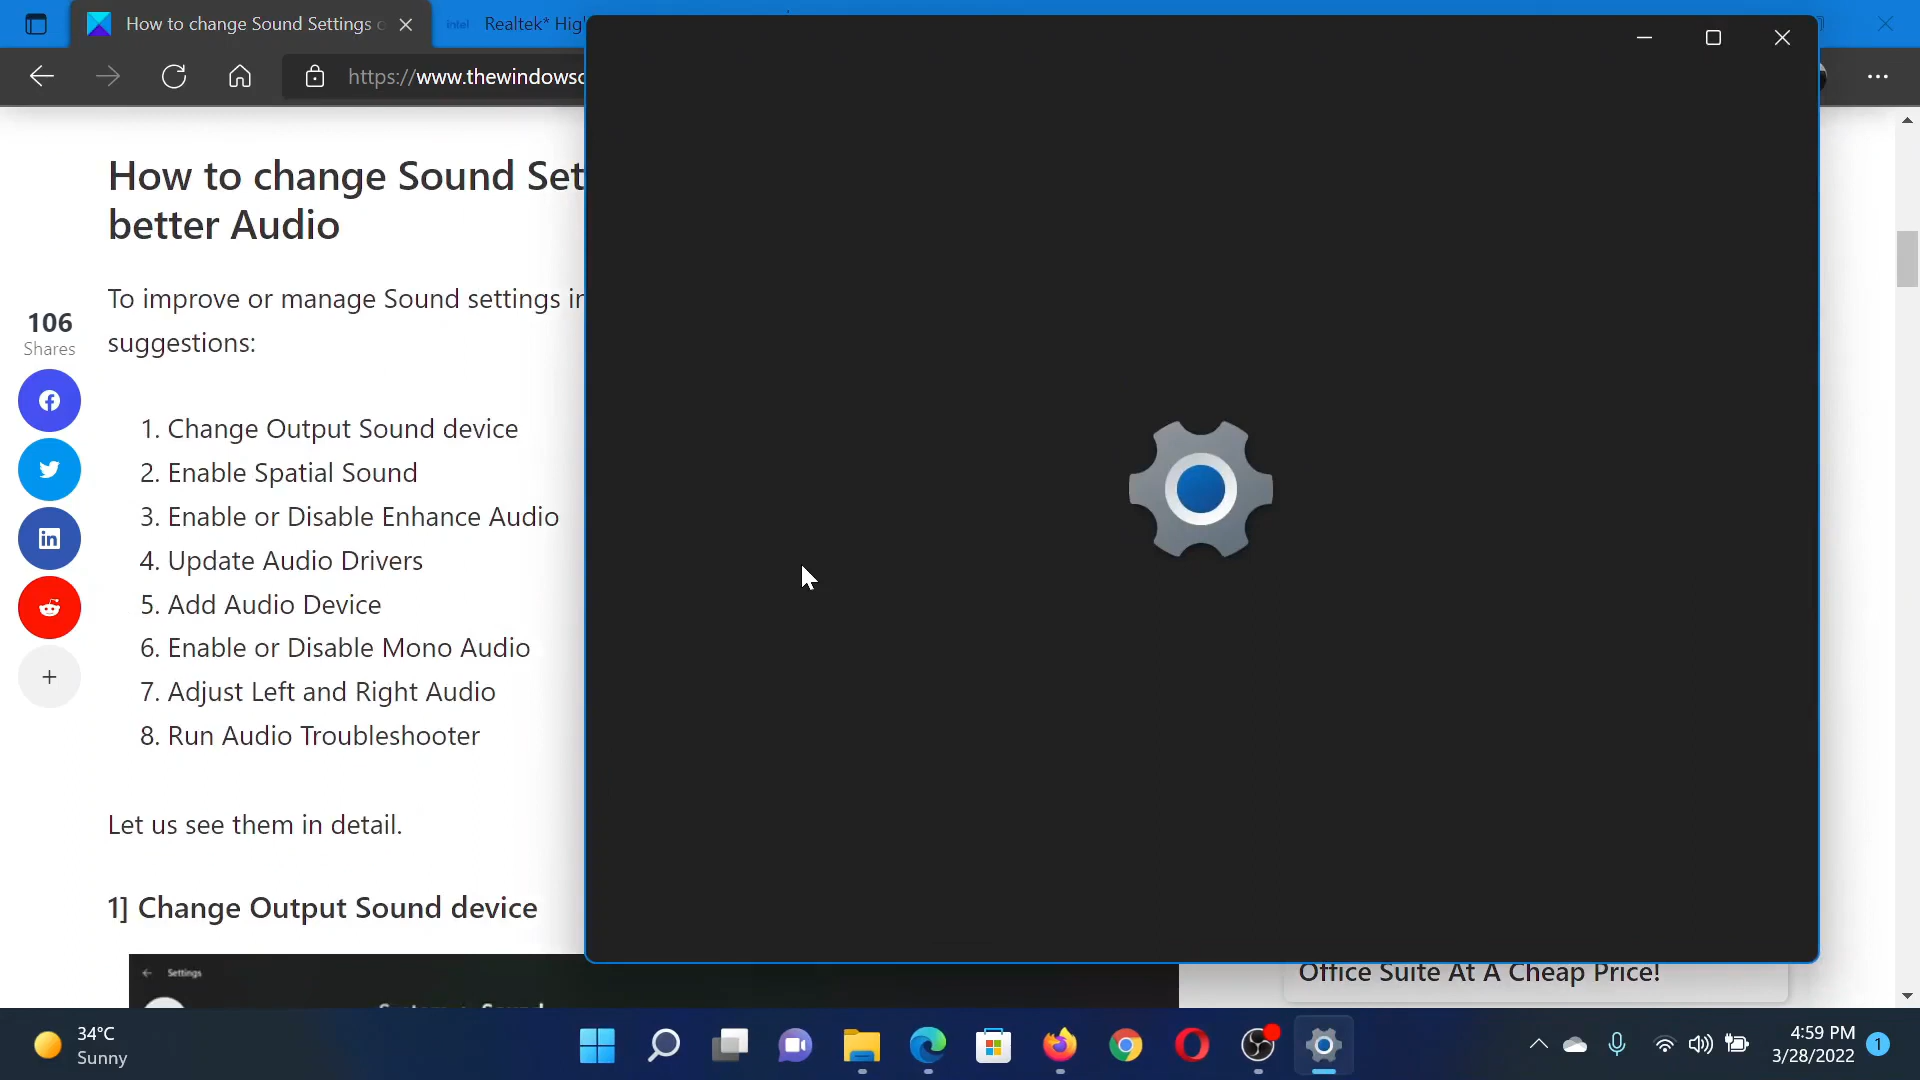 How to change Sound Settings o
intel Realtek* Hig
https://www.thewindowsc
How to change Sound Set
better Audio
To improve or manage Sound settings in
suggestions:
106
Shares
1. Change Output Sound device
2. Enable Spatial Sound
3. Enable or Disable Enhance Audio
4. Update Audio Drivers
5. Add Audio Device
6. Enable or Disable Mono Audio
7. Adjust Left and Right Audio
8. Run Audio Troubleshooter
Let us see them in detail.
1] Change Output Sound device
Settings
Office Suite At A Cheap Price!
34°C
Sunny
4:59 PM
3/28/2022
1